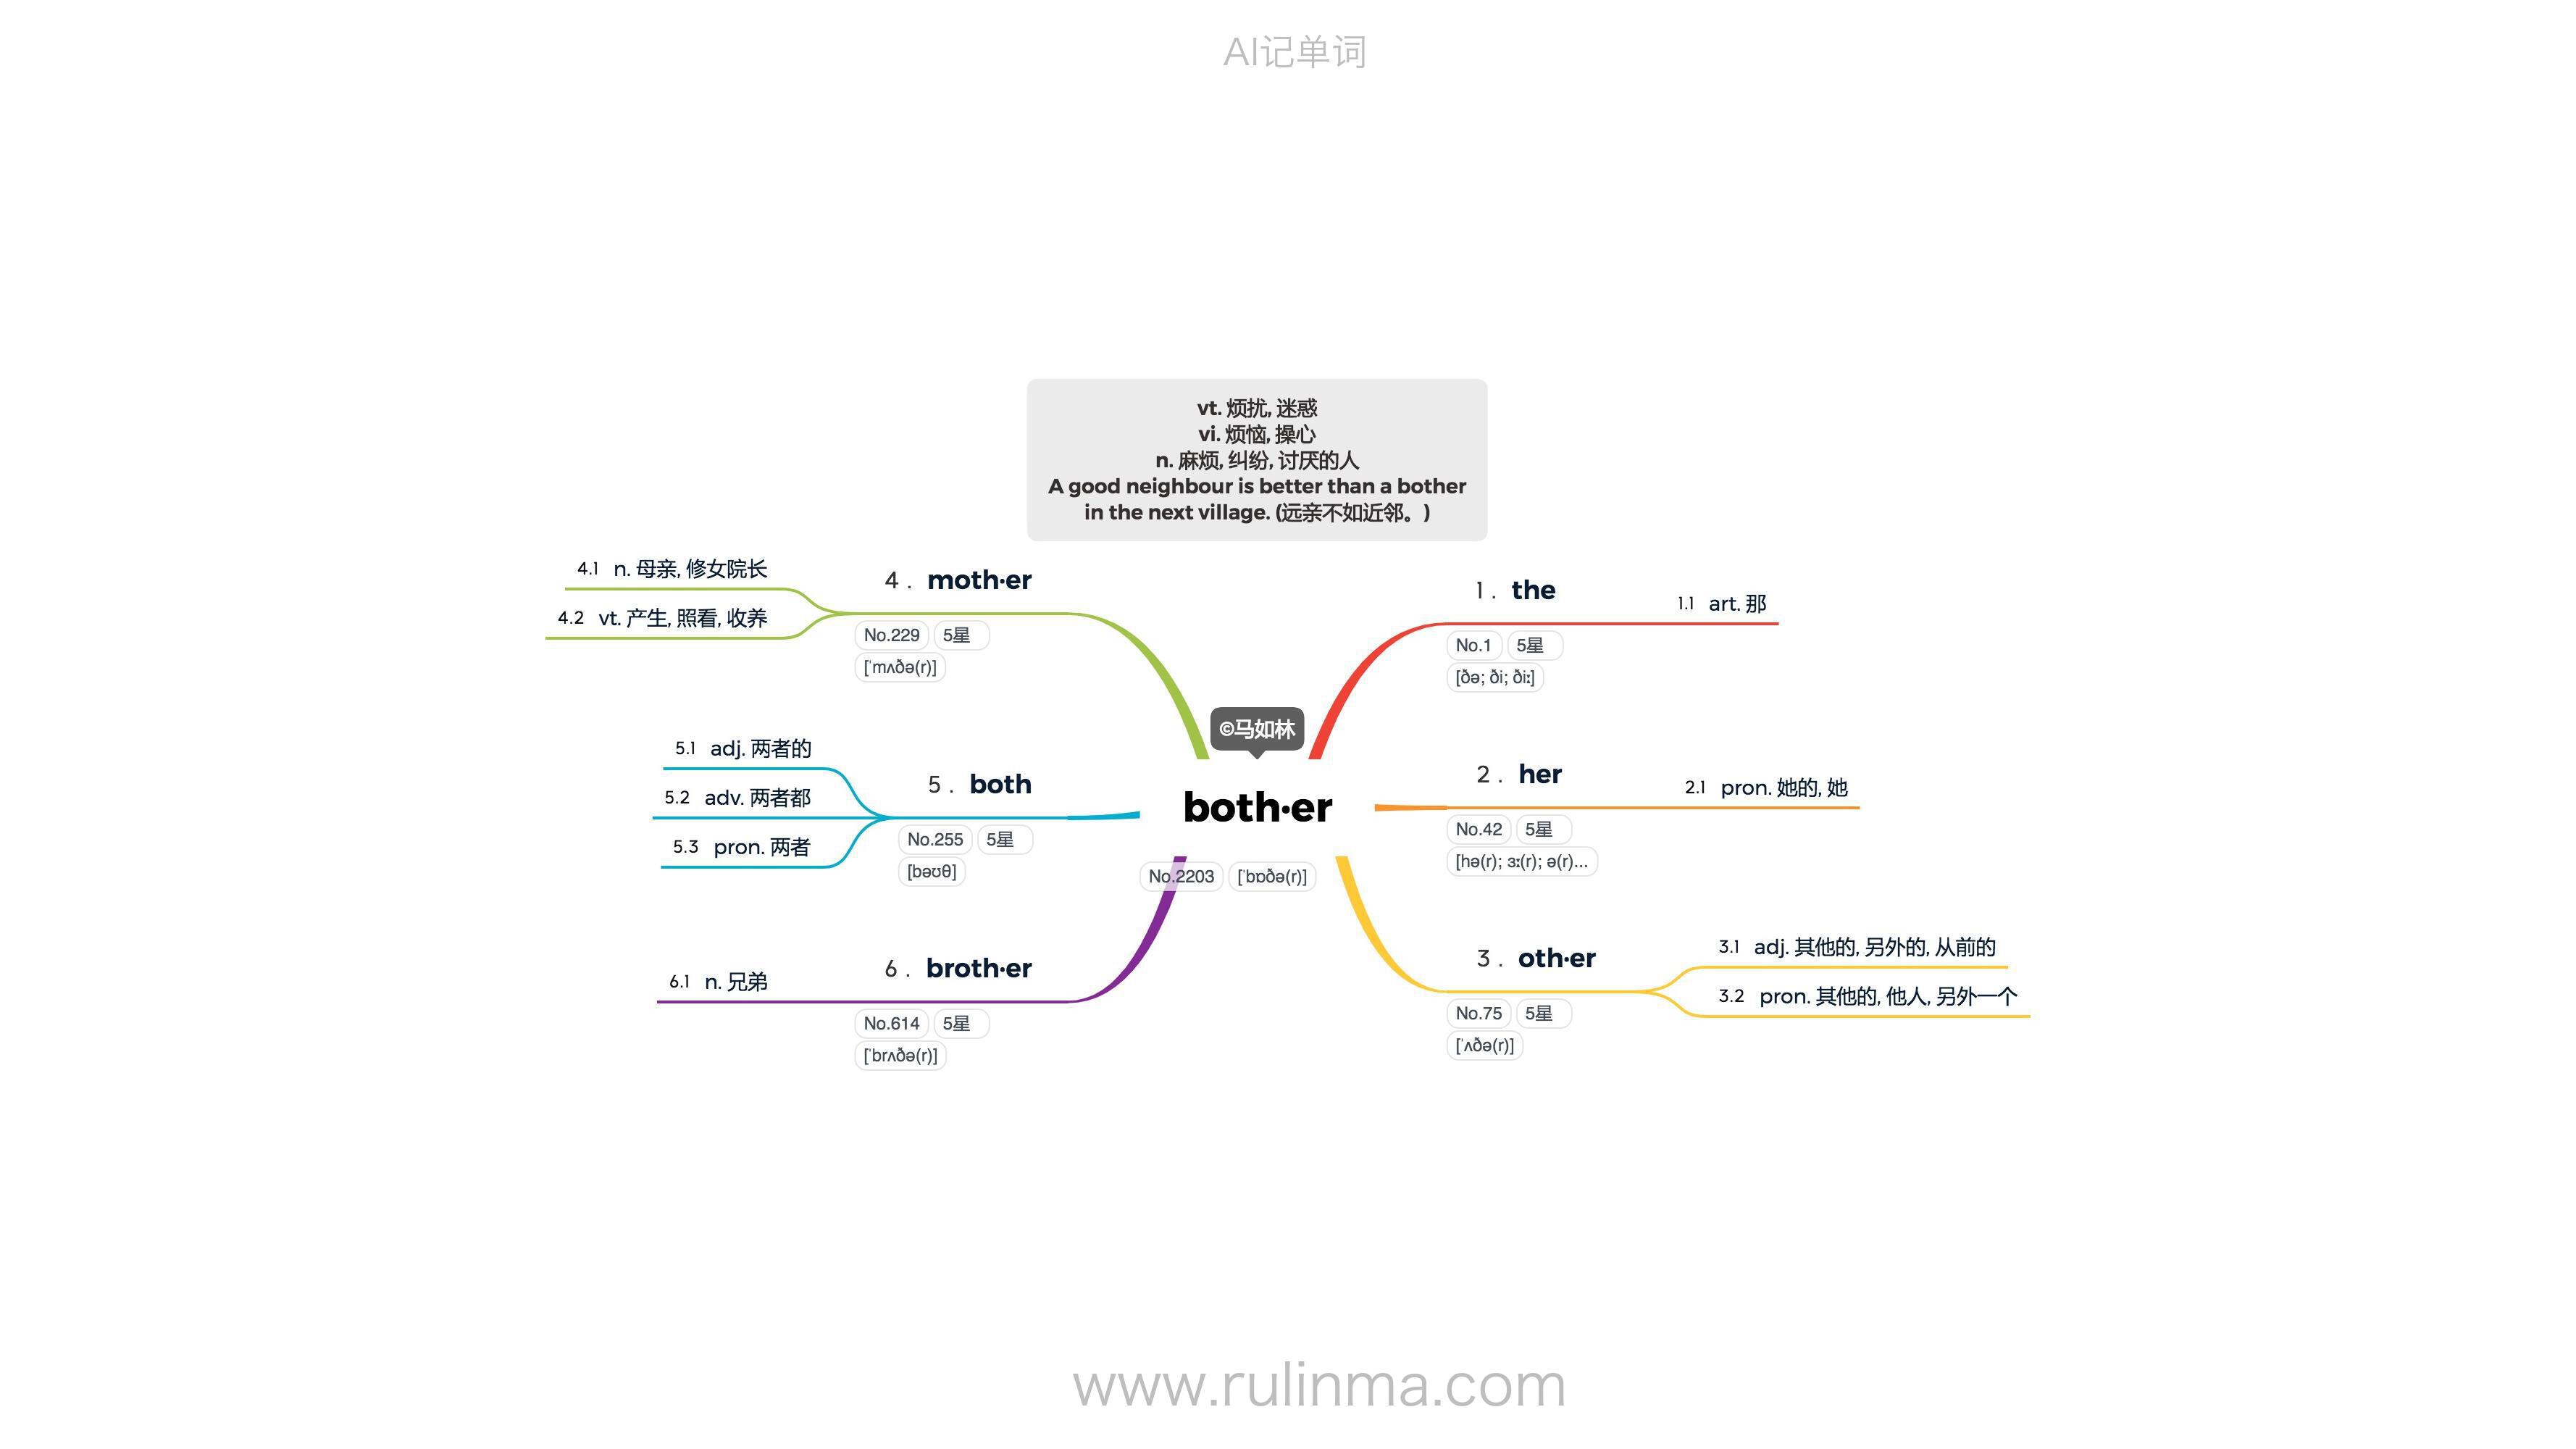 AI记单词
vt. 烦扰, 迷惑
vi. 烦恼, 操心
n. 麻烦, 纠纷, 讨厌的人
A good neighbour is better than a bother
in the next village. (远亲不如近邻。)
©马如林
both·er
No.2203 ['bɒðə(r)]
1 . the
No.1 5星
[ðə; ði; ðiː]
1.1 art. 那
2 . her
No.42 5星
[hə(r); ɜː(r); ə(r)...
2.1 pron. 她的, 她
3 . oth·er
No.75 5星
['ʌðə(r)]
3.1 adj. 其他的, 另外的, 从前的
3.2 pron. 其他的, 他人, 另外一个
4 . moth·er
No.229 5星
['mʌðə(r)]
4.1 n. 母亲, 修女院长
4.2 vt. 产生, 照看, 收养
5 . both
No.255 5星
[bəʊθ]
5.1 adj. 两者的
5.2 adv. 两者都
5.3 pron. 两者
6 . broth·er
No.614 5星
['brʌðə(r)]
6.1 n. 兄弟
www.rulinma.com